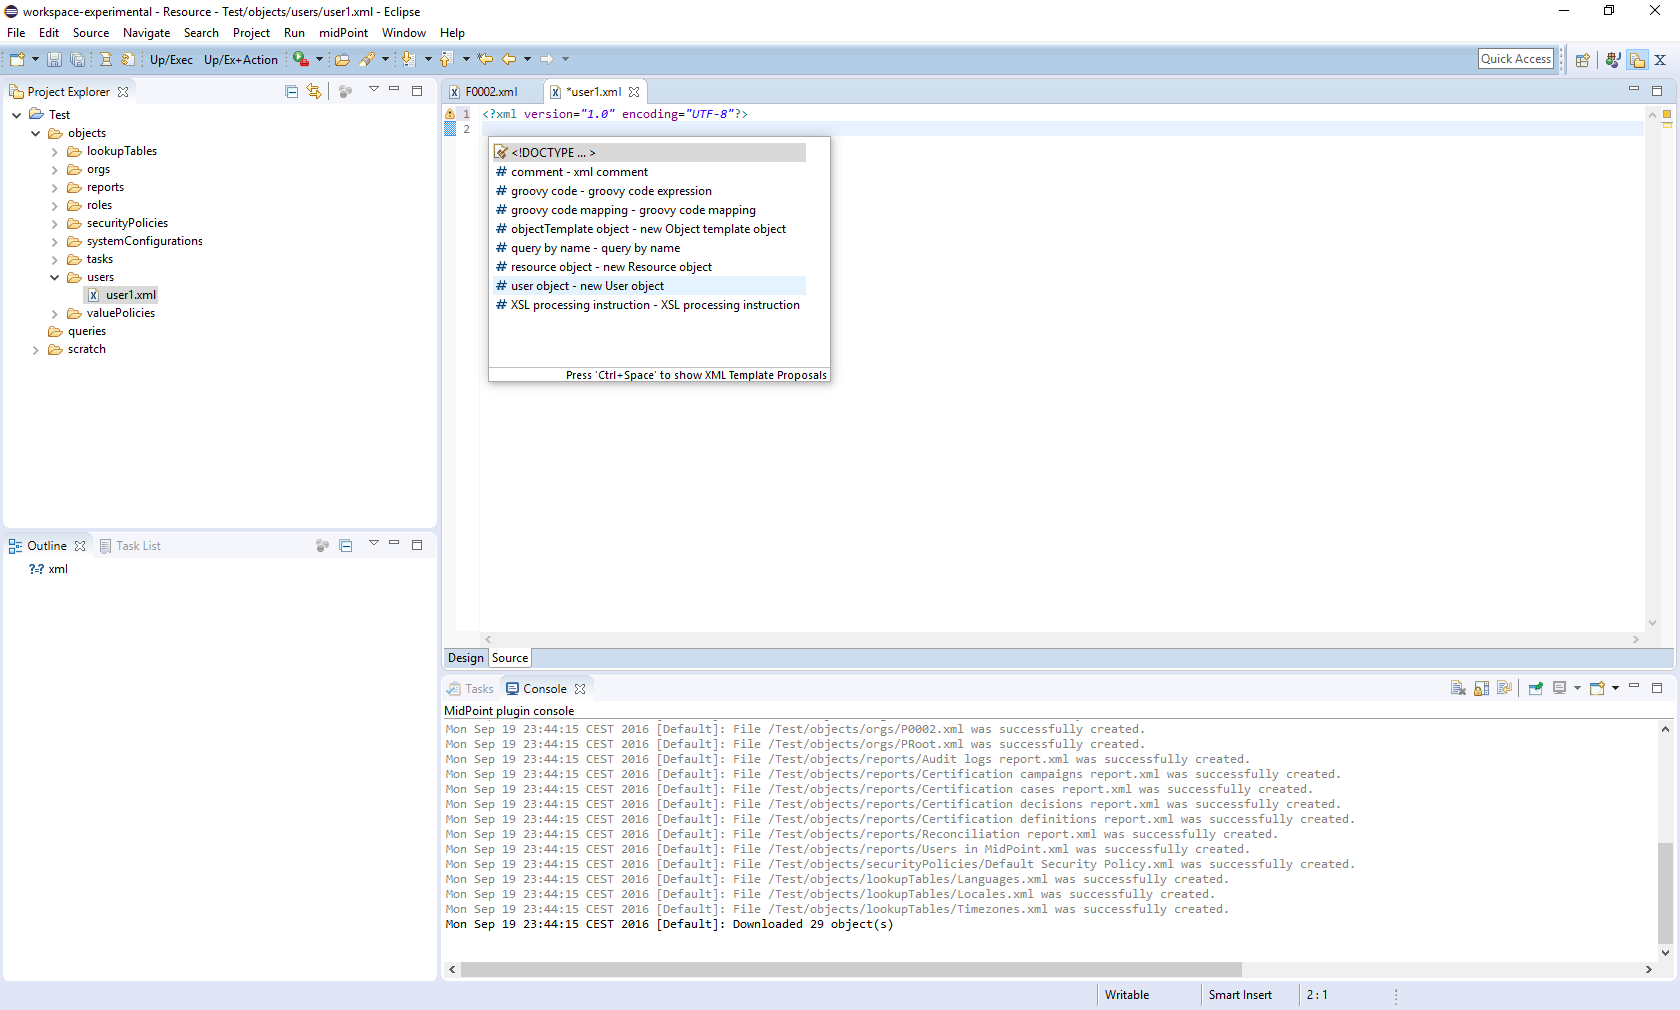 workspace-experimental - Resource - Test/objects/users/user1.xml - Eclipse
File Edit Source Navigate Search Project Run midPoint Window Help
Up/Exec Up/Ex+Action
Quick Access
Project Explorer
Test
objects
lookupTables
orgs
reports
roles
securityPolicies
systemConfigurations
tasks
users
user1.xml
valuePolicies
queries
scratch
Outline Task List
?-? xml
F0002.xml *user1.xml
1 <?xml version="1.0" encoding="UTF-8"?>
2
<!DOCTYPE ... >
# comment - xml comment
# groovy code - groovy code expression
# groovy code mapping - groovy code mapping
# objectTemplate object - new Object template object
# query by name - query by name
# resource object - new Resource object
# user object - new User object
# XSL processing instruction - XSL processing instruction
Press 'Ctrl+Space' to show XML Template Proposals
Design Source
Tasks Console
MidPoint plugin console
Mon Sep 19 23:44:15 CEST 2016 [Default]: File /Test/objects/orgs/P0002.xml was successfully created.
Mon Sep 19 23:44:15 CEST 2016 [Default]: File /Test/objects/orgs/PRoot.xml was successfully created.
Mon Sep 19 23:44:15 CEST 2016 [Default]: File /Test/objects/reports/Audit logs report.xml was successfully created.
Mon Sep 19 23:44:15 CEST 2016 [Default]: File /Test/objects/reports/Certification campaigns report.xml was successfully created.
Mon Sep 19 23:44:15 CEST 2016 [Default]: File /Test/objects/reports/Certification cases report.xml was successfully created.
Mon Sep 19 23:44:15 CEST 2016 [Default]: File /Test/objects/reports/Certification decisions report.xml was successfully created.
Mon Sep 19 23:44:15 CEST 2016 [Default]: File /Test/objects/reports/Certification definitions report.xml was successfully created.
Mon Sep 19 23:44:15 CEST 2016 [Default]: File /Test/objects/reports/Reconciliation report.xml was successfully created.
Mon Sep 19 23:44:15 CEST 2016 [Default]: File /Test/objects/reports/Users in MidPoint.xml was successfully created.
Mon Sep 19 23:44:15 CEST 2016 [Default]: File /Test/objects/securityPolicies/Default Security Policy.xml was successfully created.
Mon Sep 19 23:44:15 CEST 2016 [Default]: File /Test/objects/lookupTables/Languages.xml was successfully created.
Mon Sep 19 23:44:15 CEST 2016 [Default]: File /Test/objects/lookupTables/Locales.xml was successfully created.
Mon Sep 19 23:44:15 CEST 2016 [Default]: File /Test/objects/lookupTables/Timezones.xml was successfully created.
Mon Sep 19 23:44:15 CEST 2016 [Default]: Downloaded 29 object(s)
Writable Smart Insert 2 : 1